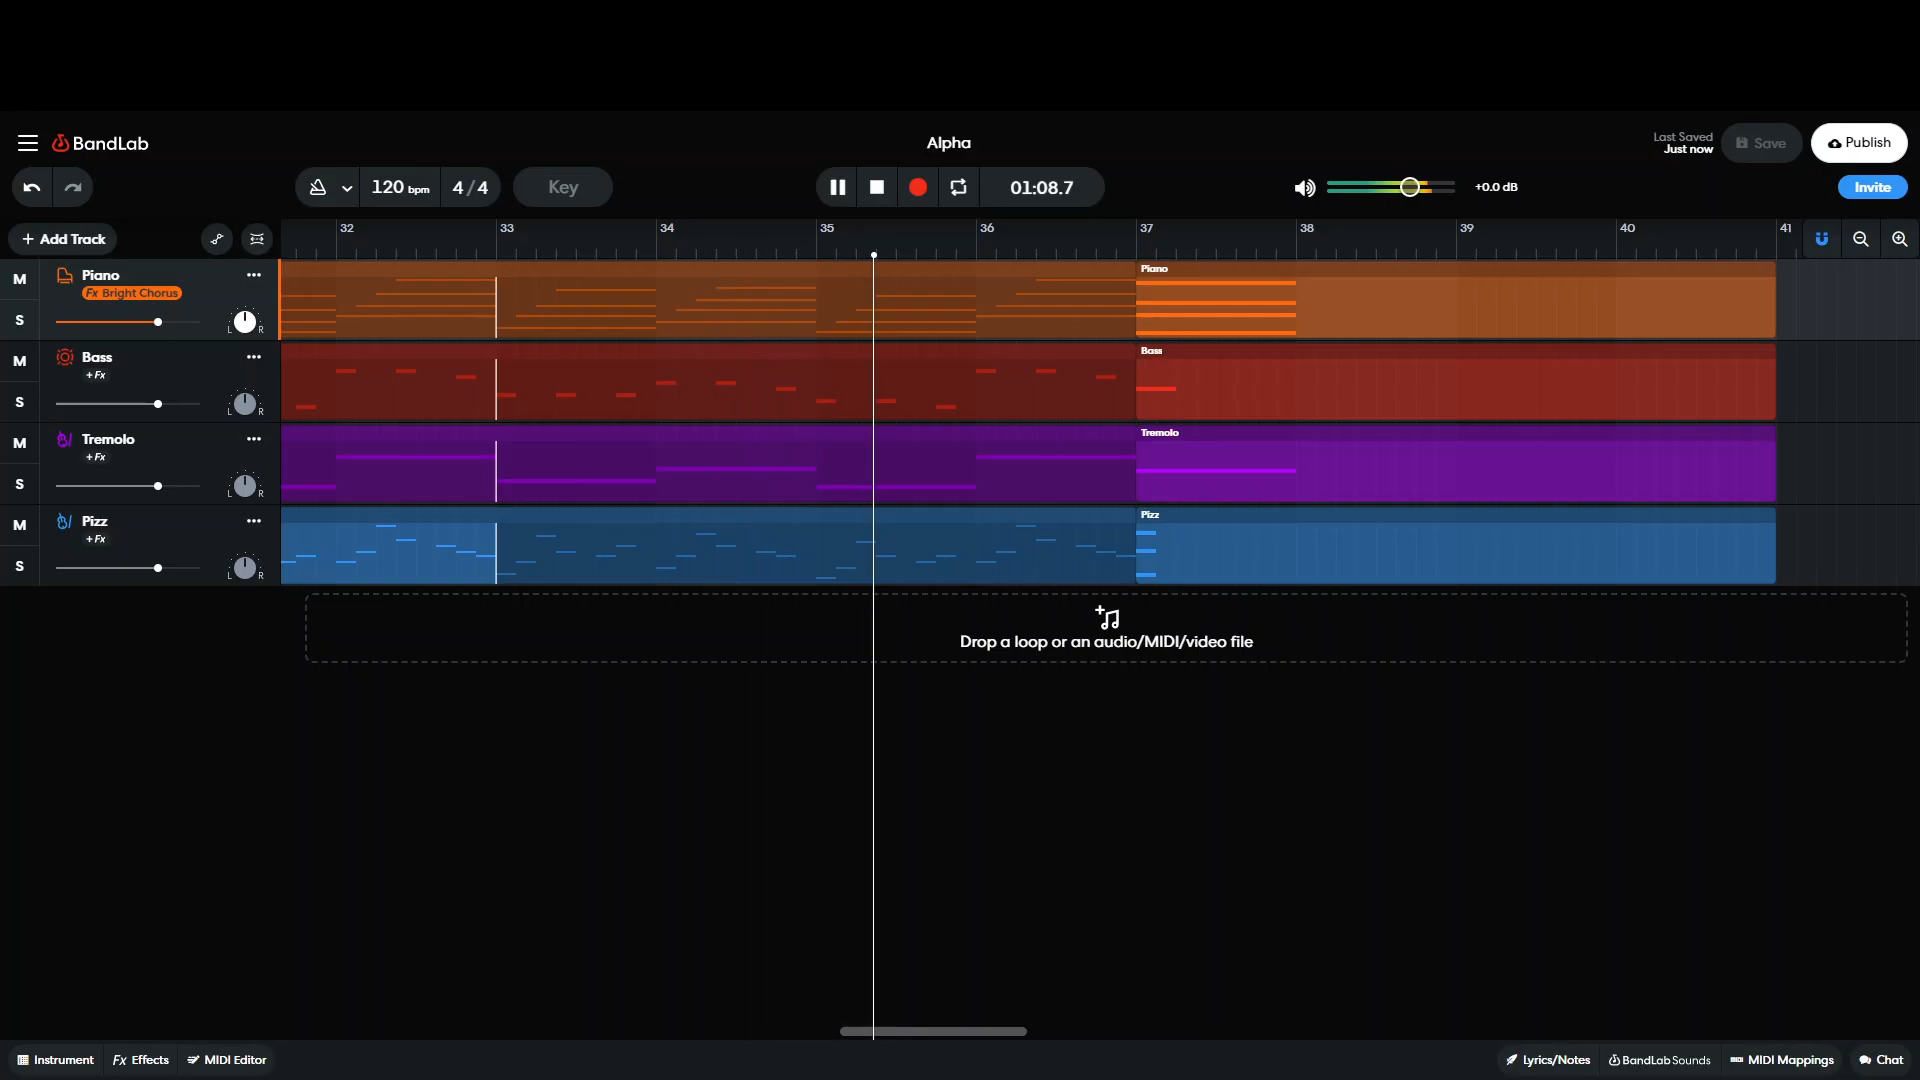 BandLab
Alpha
Last Saved
Just now
Save
Publish
120 bpm
4/4
Key
01:08.7
+0.0 dB
Invite
+ Add Track
32 33 34 35 36 37 38 39 40 41
M
S
Piano
Fx Bright Chorus
L R
Piano
M
S
Bass
+ Fx
L R
Bass
M
S
Tremolo
+ Fx
L R
Tremolo
M
S
Pizz
+ Fx
L R
Pizz
Drop a loop or an audio/MIDI/video file
Instrument
Fx Effects
MIDI Editor
Lyrics/Notes
BandLab Sounds
MIDI Mappings
Chat